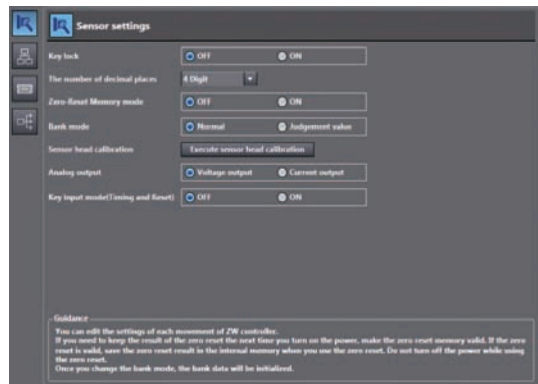 Sensor settings
Key lock OFF ON
The number of decimal places 4 Digit
Zero-Reset Memory mode OFF ON
Bank mode Normal Judgement value
Sensor head calibration Execute sensor head calibration
Analog output Voltage output Current output
Key input mode(Timing and Reset) OFF ON
Guidance
You can edit the settings of each movement of ZW controller.
If you need to keep the result of the zero reset the next time you turn on the power, make the zero reset memory valid. If the zero
reset is valid, save the zero reset result in the internal memory when you use the zero reset. Do not turn off the power while using
the zero reset.
Once you change the bank mode, the bank data will be initialized.